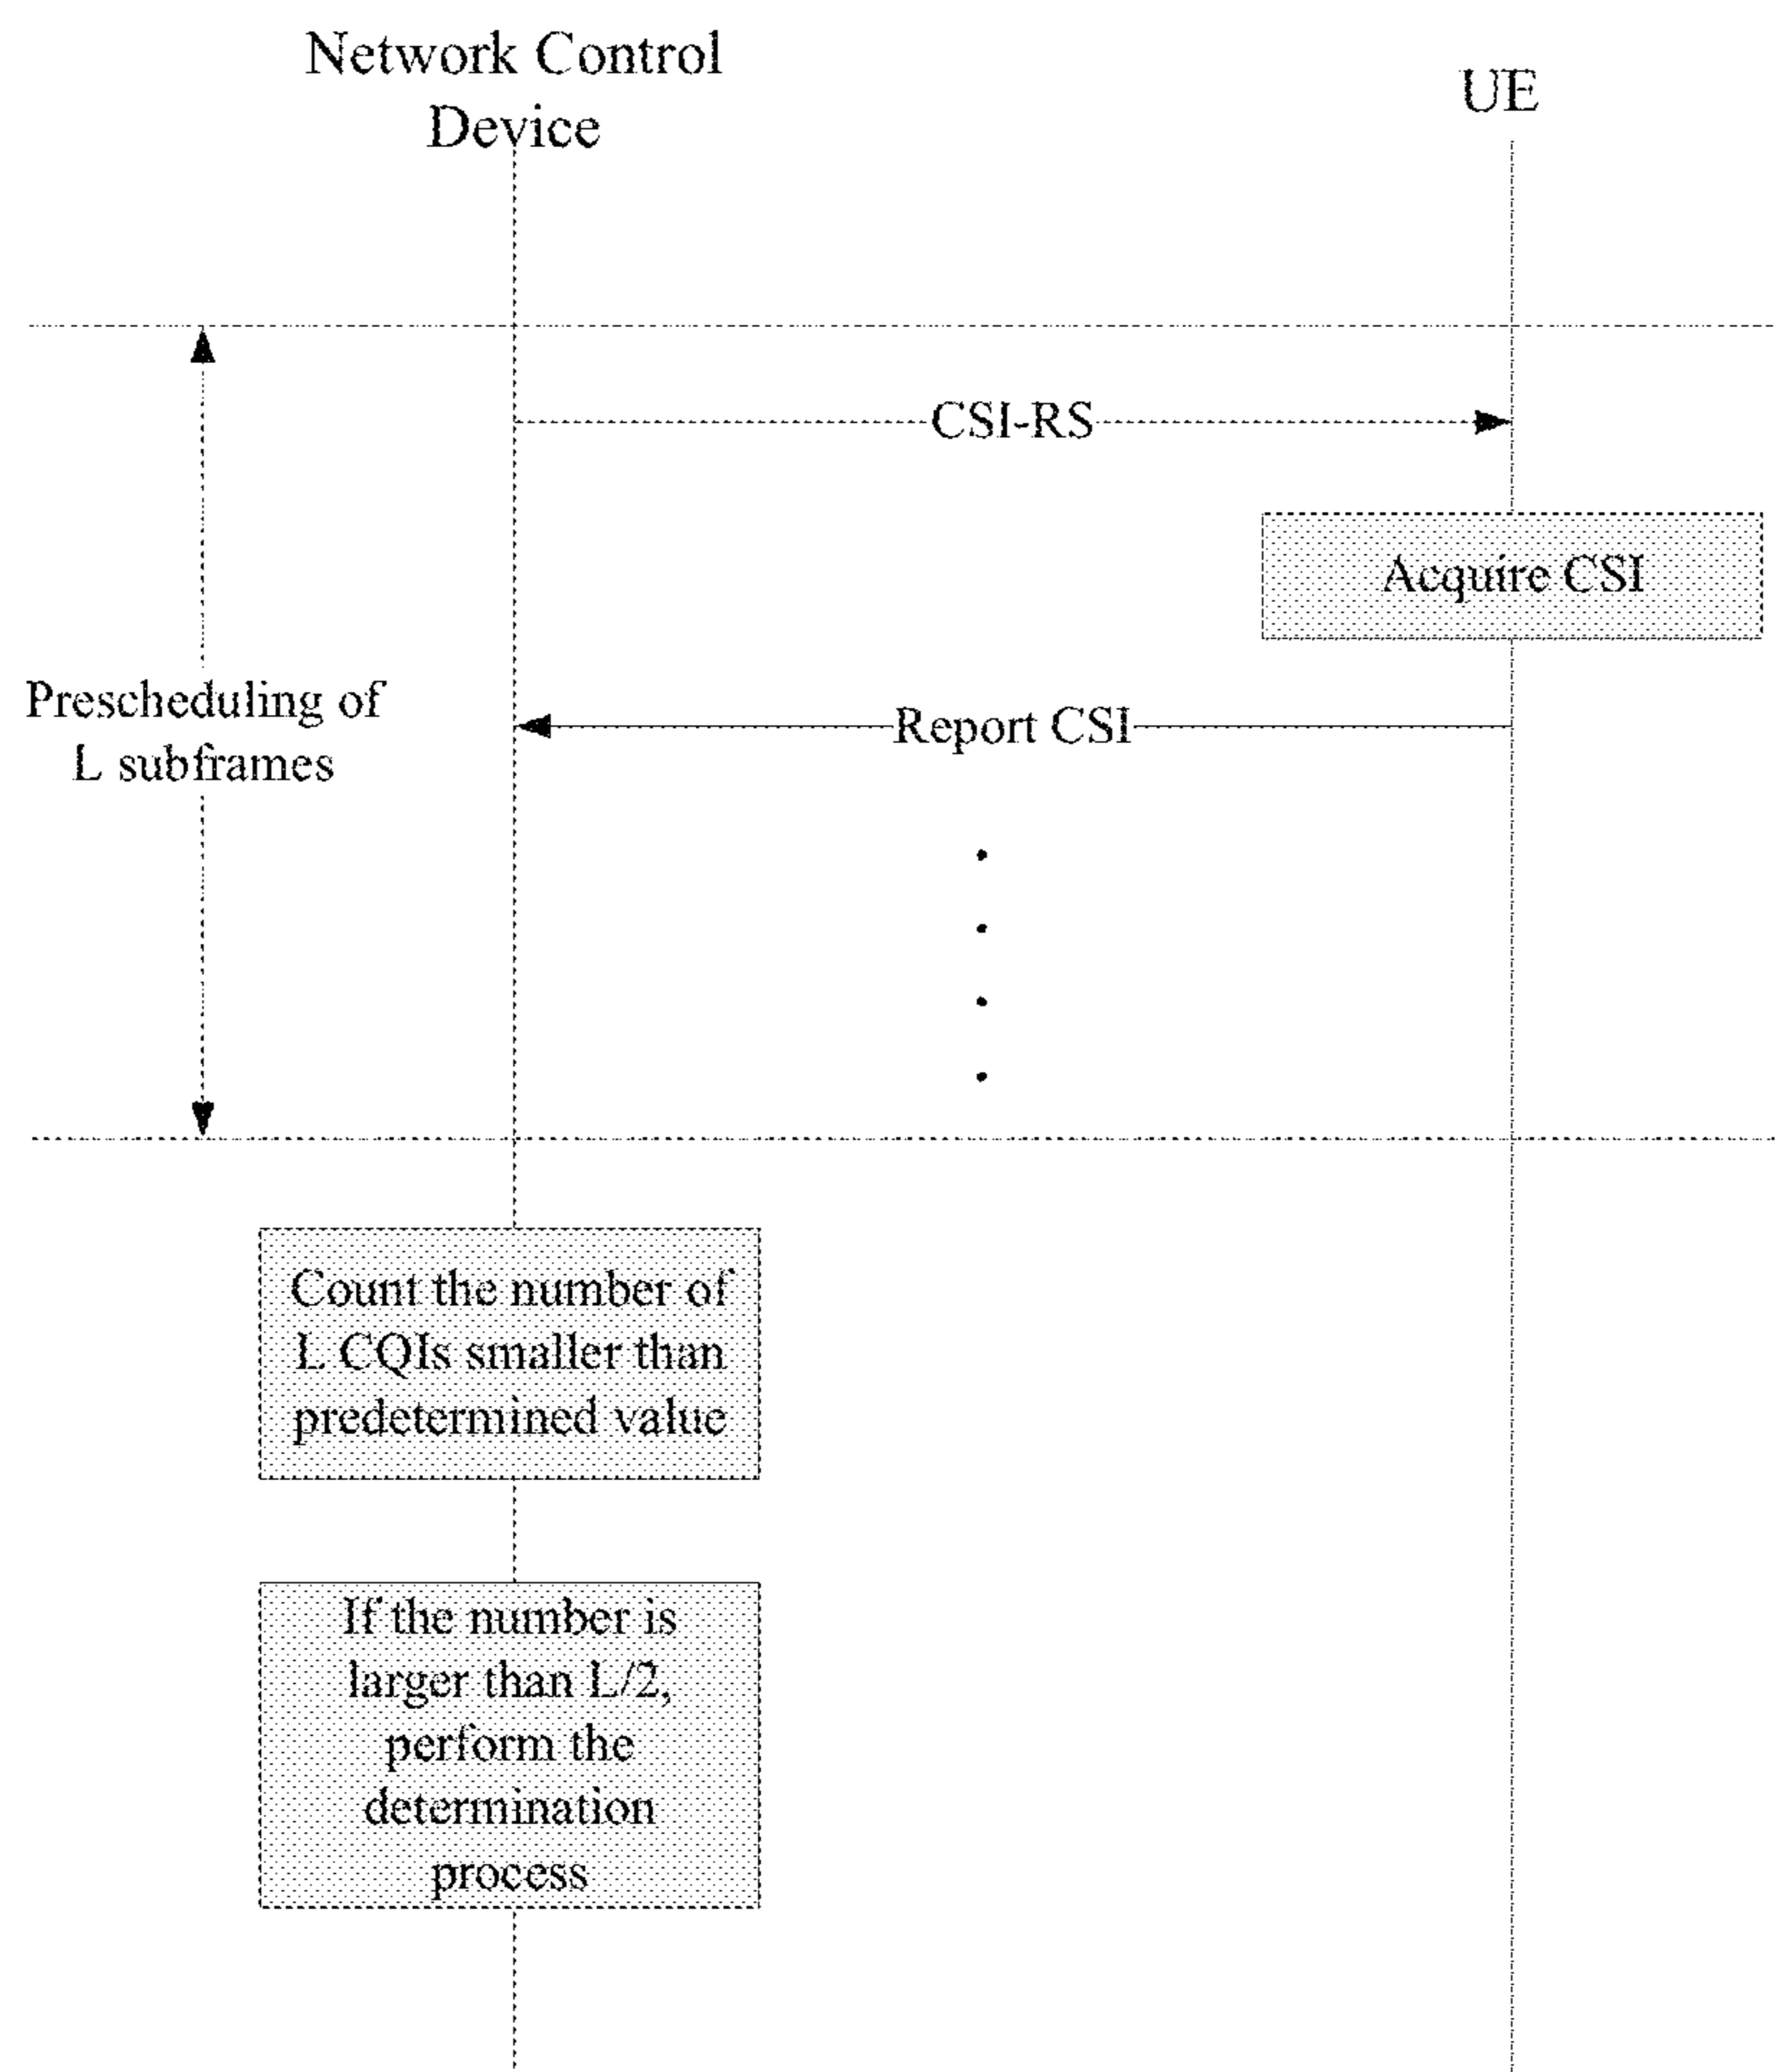 Network Control
Device
UE
CSI-RS
Acquire CSI
Prescheduling of
L subframes
Report CSI
Count the number of
L CQIs smaller than
predetermined value
If the number is
larger than L/2,
perform the
determination
process